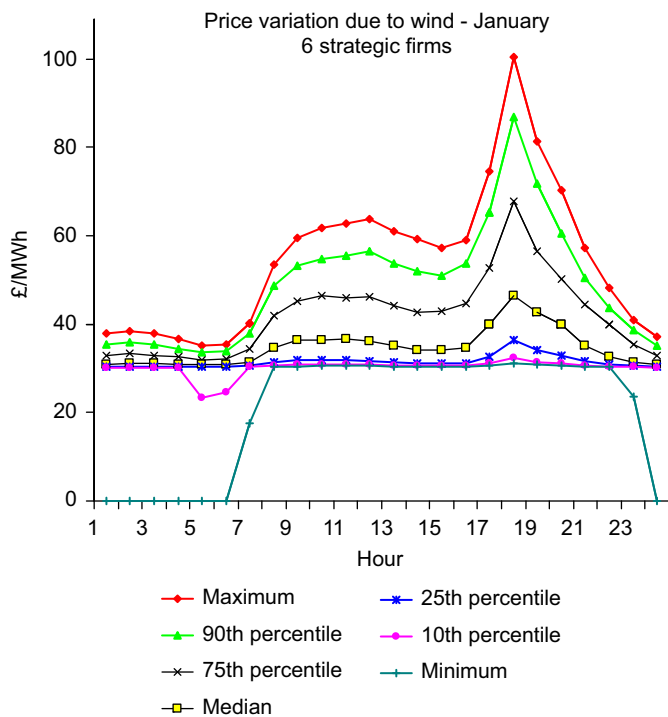 Price variation due to wind - January
6 strategic firms
£/MWh
100
80
60
40
20
0
1 3 5 7 9 11 13 15 17 19 21 23
Hour
Maximum
90th percentile
75th percentile
Median
25th percentile
10th percentile
Minimum